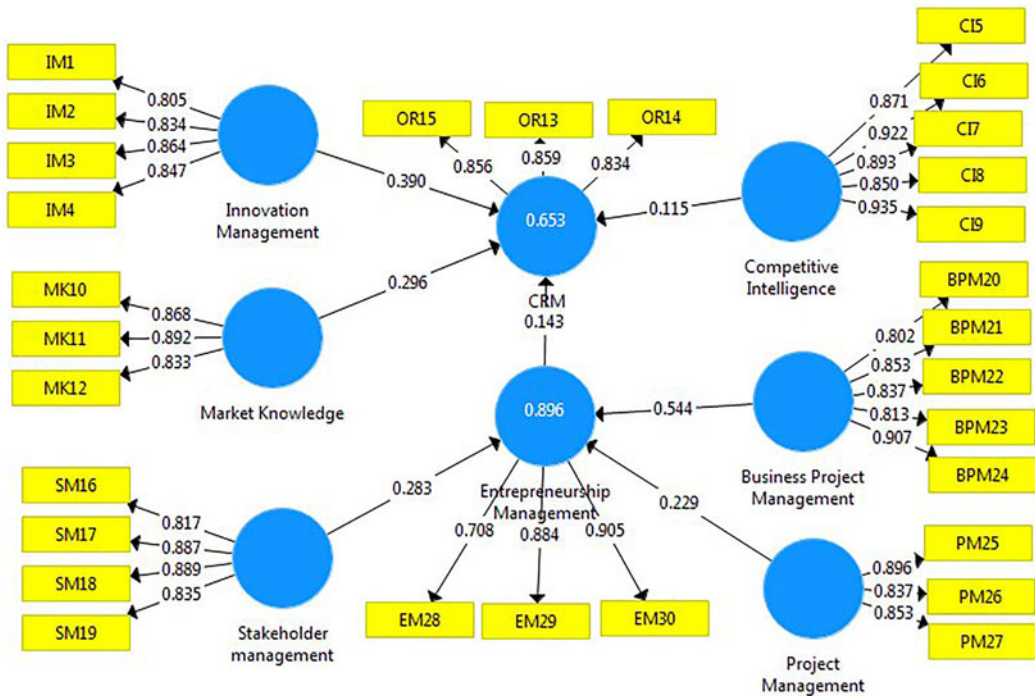 IM1
IM2
IM3
IM4
0.805
0.834
0.864
0.847
Innovation
Management
0.390
OR15
OR13
OR14
0.856
0.859
0.834
0.653
CRM
0.143
CI5
CI6
CI7
CI8
CI9
0.871
0.922
0.893
0.850
0.935
0.115
Competitive
Intelligence
MK10
MK11
MK12
0.868
0.892
0.833
0.296
Market Knowledge
0.896
Entrepreneurship
Management
BPM20
BPM21
BPM22
BPM23
BPM24
0.802
0.853
0.837
0.813
0.907
0.544
Business Project
Management
SM16
SM17
SM18
SM19
0.817
0.887
0.889
0.835
0.283
Stakeholder
management
0.708
0.884
0.905
EM28
EM29
EM30
0.229
PM25
PM26
PM27
0.896
0.837
0.853
Project
Management